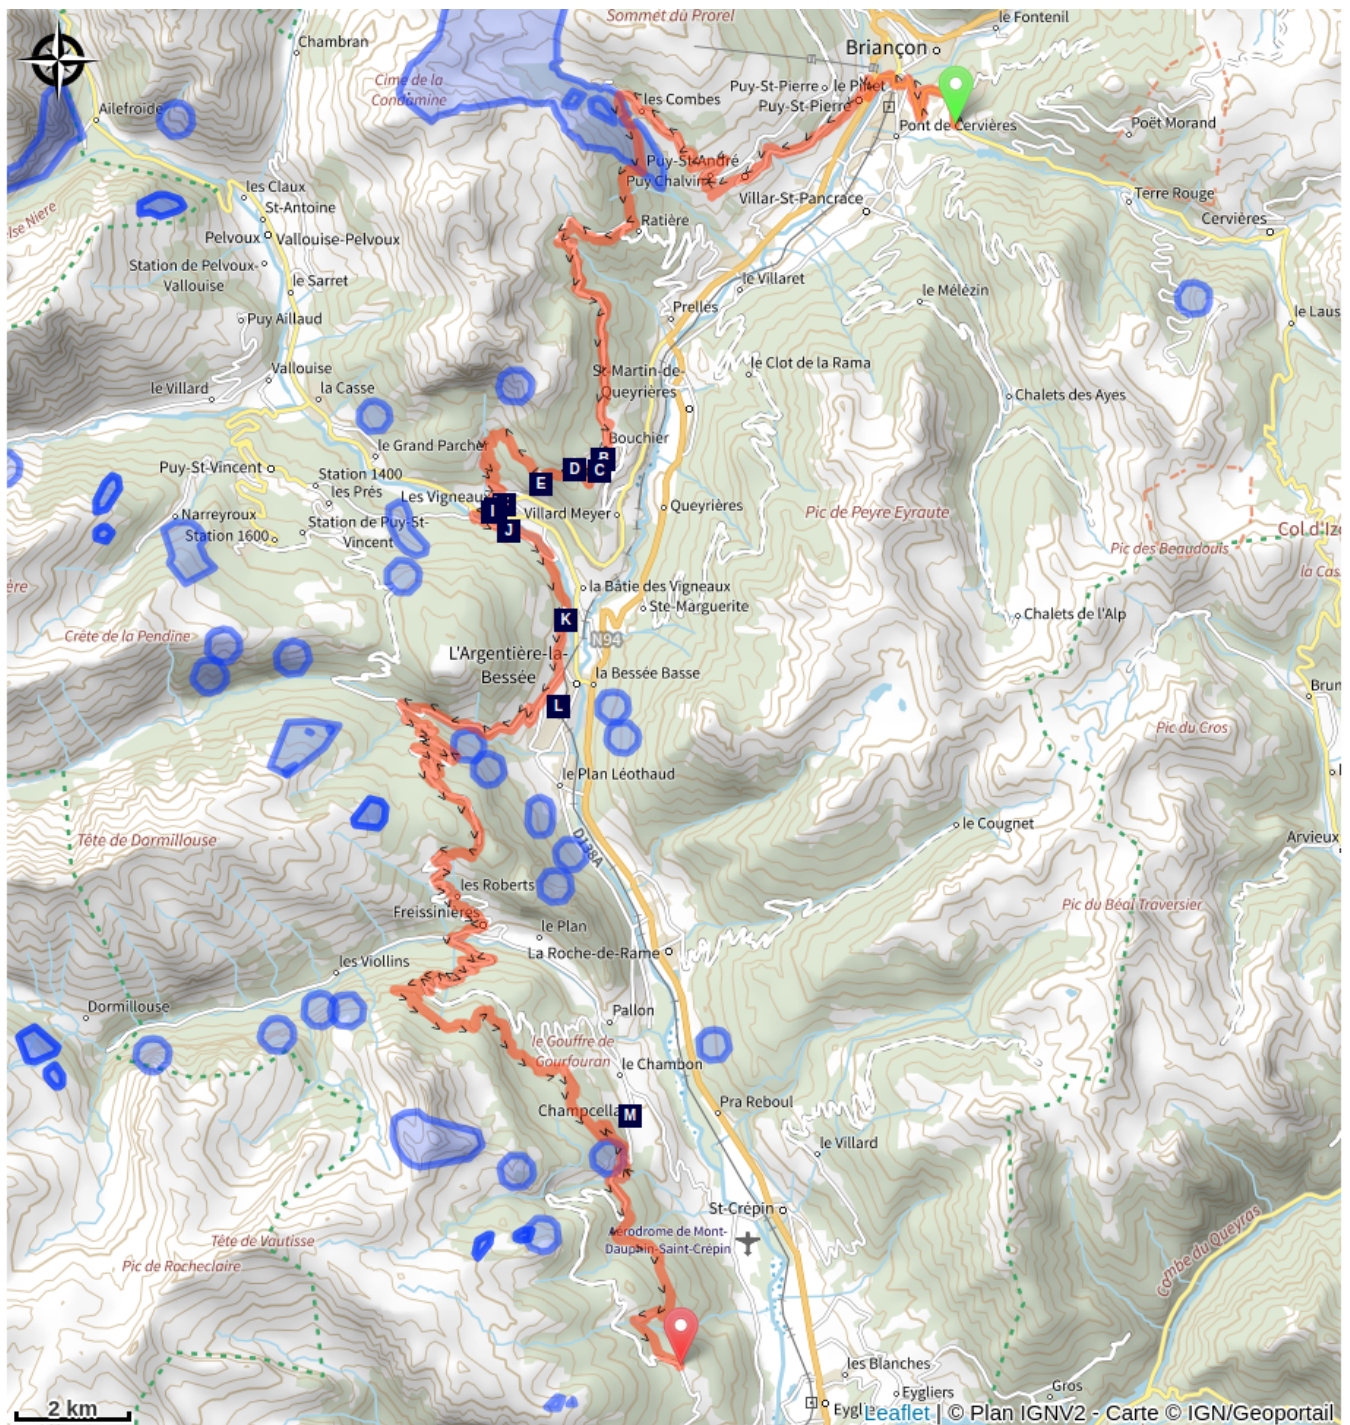 Sommet du Prorel
le Fontenil
Chambran
Briançon
Cime de la
Condamine
Puy-St-Pierre
le Pinet
les Combes
Puy-St-Pierre
Ailefroide
Pont de Cervières
Poët Morand
Puy-St-André
Puy Chalvin
les Claux
Villar-St-Pancrace
Terre Rouge
St-Antoine
Ratière
Cervières
Pelvoux
Vallouise-Pelvoux
Station de Pelvoux-
Vallouise
le Sarret
le Villaret
le Mélézin
Prelles
Puy Aillaud
le Laus
St-Martin-de-
Queyrières
le Clot de la Rama
Vallouise
le Villard
la Casse
Chalets des Ayes
Bouchier
le Grand Parcher
B
C
D
E
Puy-St-Vincent
Station 1400
les Prés
Les Vigneaux
I
J
Villard Meyer
Queyrières
Pic de Peyre Eyraute
Narreyroux
Station de Puy-St-
Vincent
Station 1600
Pic des Beaudouis
la Bâtie des Vigneaux
Ste-Marguerite
K
Chalets de l'Alp
Crête de la Pendine
N94
L'Argentière-la-
Bessée
la Bessée Basse
L
Pic du Cros
le Plan Léothaud
D138A
le Cougnet
Arvieux
Tête de Dormillouse
les Roberts
Freissinières
Pic du Béal Traversier
le Plan
La Roche-de-Rame
les Viollins
Dormillouse
Pallon
le Gouffre de
Gourfouran
le Chambon
M
Pra Reboul
le Villard
St-Crépin
Aérodrome de Mont-
Dauphin-Saint-Crépin
Tête de Vautisse
Pic de Rocheclaire
Combe du Queyras
les Blanches
Gros
Eygliers
2 km
Leaflet | © Plan IGNV2 - Carte © IGN/Geoportail